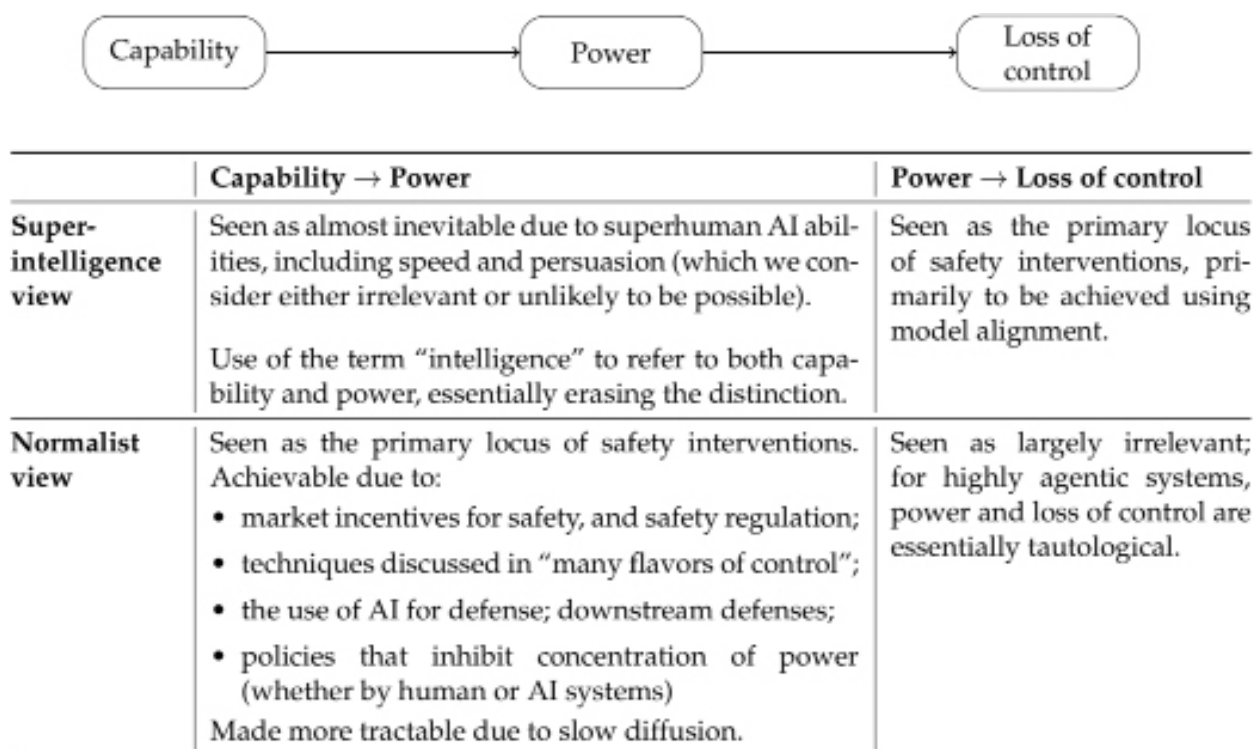 Capability
Power
Loss of
control
Capability → Power
Power → Loss of control
Super-
intelligence
view
Seen as almost inevitable due to superhuman AI abil-
ities, including speed and persuasion (which we con-
sider either irrelevant or unlikely to be possible).
Use of the term “intelligence” to refer to both capa-
bility and power, essentially erasing the distinction.
Seen as the primary locus
of safety interventions, pri-
marily to be achieved using
model alignment.
Normalist
view
Seen as the primary locus of safety interventions.
Achievable due to:
• market incentives for safety, and safety regulation;
• techniques discussed in “many flavors of control”;
• the use of AI for defense; downstream defenses;
• policies that inhibit concentration of power
(whether by human or AI systems)
Made more tractable due to slow diffusion.
Seen as largely irrelevant;
for highly agentic systems,
power and loss of control are
essentially tautological.